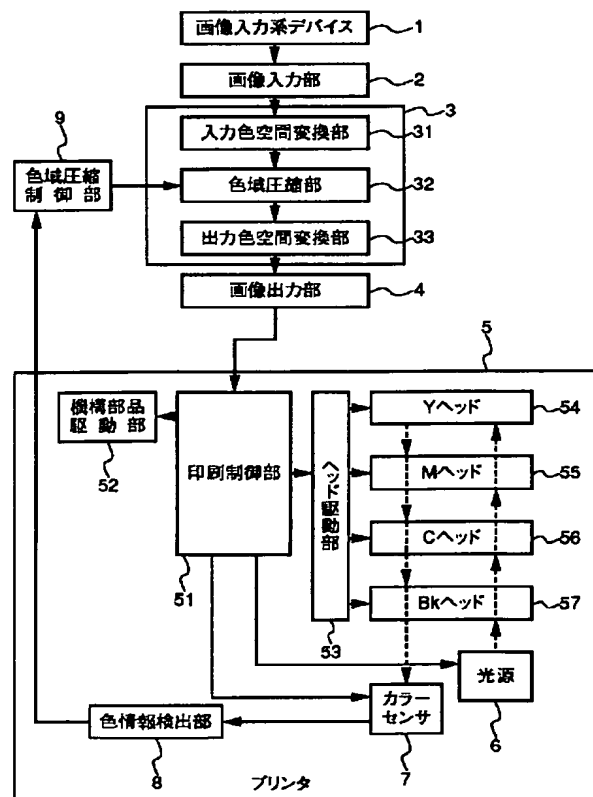 画像入力系デバイス
1
画像入力部
2
3
入力色空間変換部
31
9
色域圧縮
制御部
色域圧縮部
32
出力色空間変換部
33
画像出力部
4
5
機構部品
駆動部
52
印刷制御部
51
ヘッド駆動部
53
Yヘッド
54
Mヘッド
55
Cヘッド
56
Bkヘッド
57
光源
6
カラー
センサ
7
色情報検出部
8
プリンタ